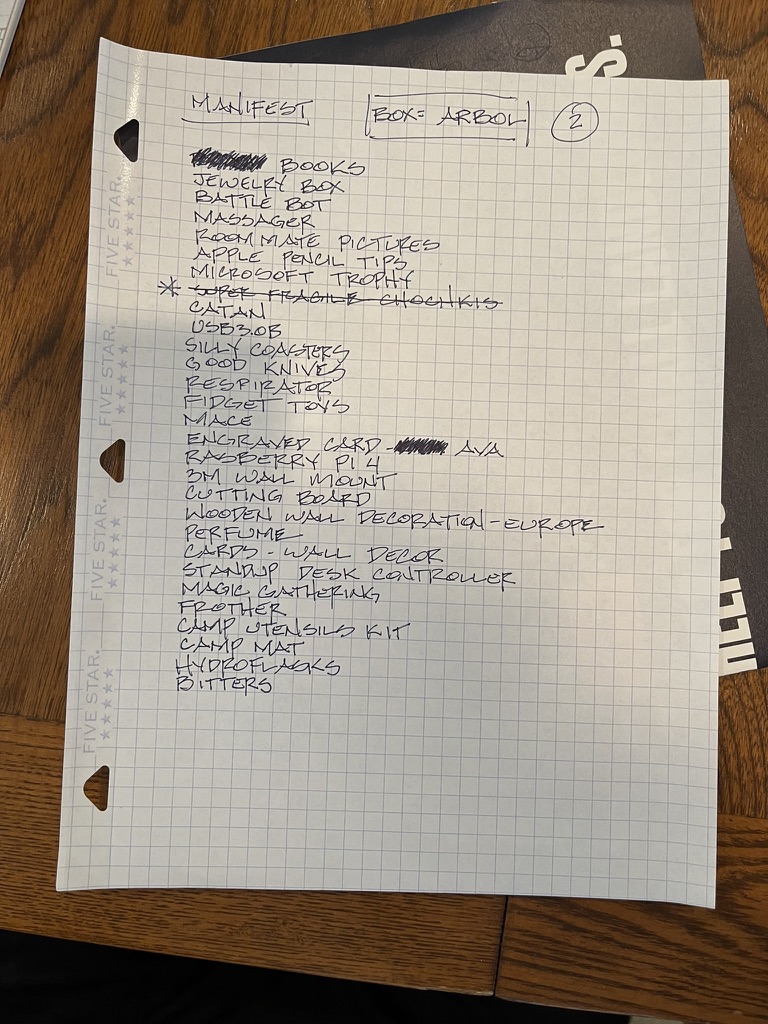 MANIFEST BOX= ARBOL 2
BOOKS
JEWELRY BOX
BATTLE BOT
MASSAGER
ROOM MATE PICTURES
APPLE PENCIL TIPS
MICROSOFT TROPHY
* SUPER FRAGILE CHOCHKIS
CATAN
USB3.0B
SILLY COASTERS
GOOD KNIVES
RESPIRATOR
FIDGET TOYS
MACE
ENGRAVED CARD - AVA
RASBERRY PI 4
3M WALL MOUNT
CUTTING BOARD
WOODEN WALL DECORATION - EUROPE
PERFUME
CARDS - WALL DECOR
STANDUP DESK CONTROLLER
MAGIC GATHERING
FROTHER
CAMP UTENSILS KIT
CAMP MAT
HYDROFLASKS
BITTERS
FIVE STAR.
FIVE STAR.
FIVE STAR.
FIVE STAR.
S.